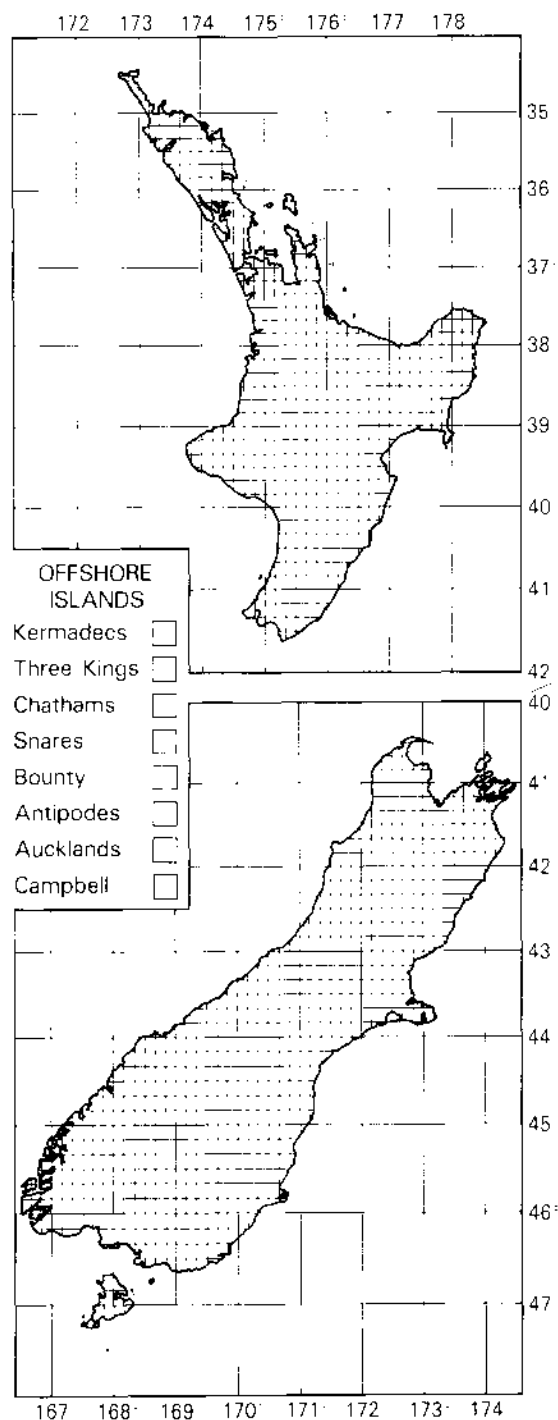 172 173 174 175° 176° 177 178
35
36
37°
38
39
40
41
42
OFFSHORE
ISLANDS
Kermadecs
Three Kings
Chathams
Snares
Bounty
Antipodes
Aucklands
Campbell
40
41°
42
43
44
45
46°
47
167 168° 169° 170° 171° 172° 173° 174